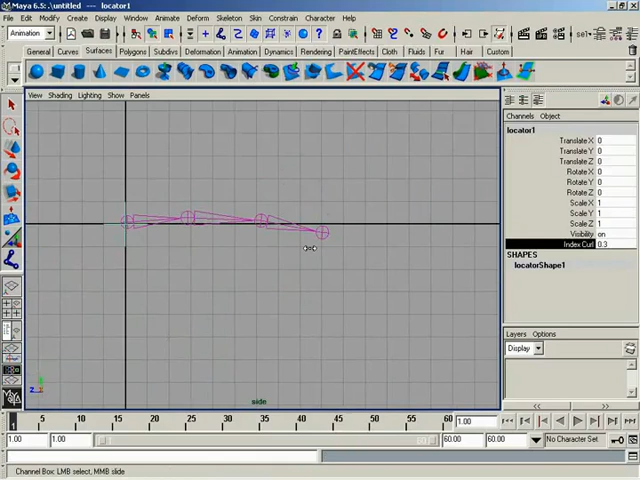 Maya 6.5: .\untitled --- locator1
File Edit Modify Create Display Window Animate Deform Skeleton Skin Constrain Character Help
Animation
sel
General Curves Surfaces Polygons Subdivs Deformation Animation Dynamics Rendering PaintEffects Cloth Fluids Fur Hair Custom
View Shading Lighting Show Panels
Channels Object
locator1
Translate X 0
Translate Y 0
Translate Z 0
Rotate X 0
Rotate Y 0
Rotate Z 0
Scale X 1
Scale Y 1
Scale Z 1
Visibility on
Index Curl 0.3
SHAPES
locatorShape1
Layers Options
Display
side
5 10 15 20 25 30 35 40 45 50 55 60
1.00
1.00 1.00 60.00 60.00 No Character Set
Channel Box: LMB select, MMB slide